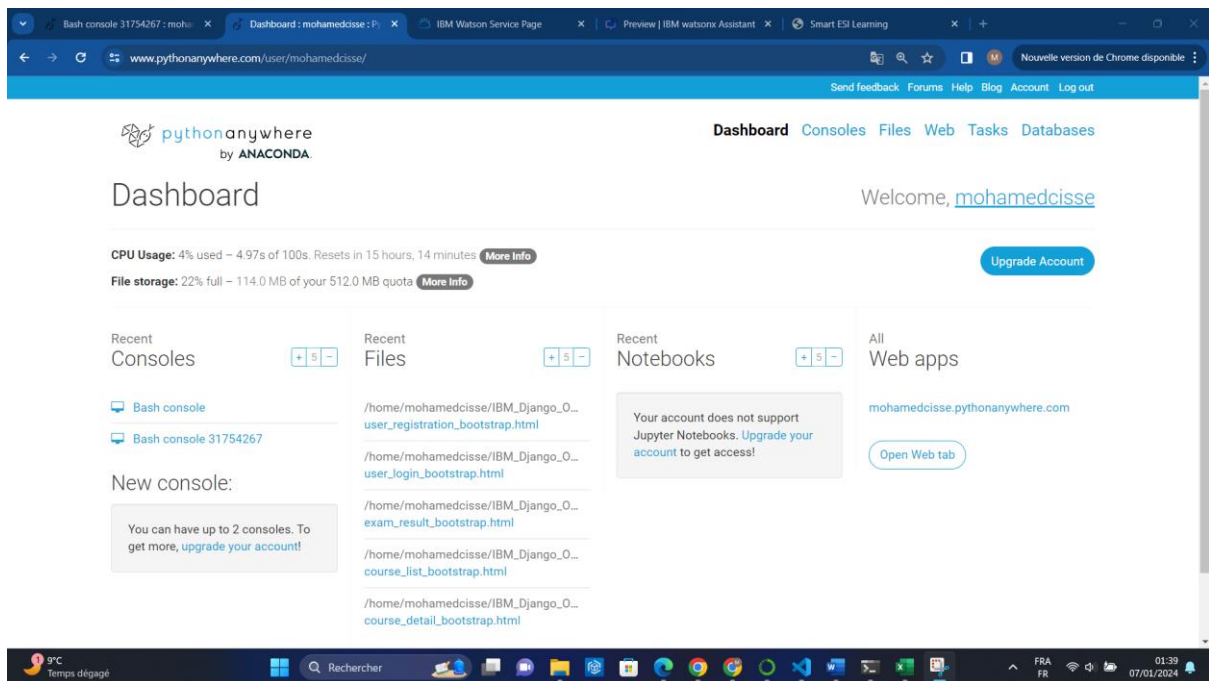 Bash console 31754267 : moha
Dashboard : mohamedcisse : P
IBM Watson Service Page
Preview | IBM watsonx Assistant
Smart ESI Learning
www.pythonanywhere.com/user/mohamedcisse/
M
Nouvelle version de Chrome disponible
Send feedback Forums Help Blog Account Log out
pythonanywhere
by ANACONDA.
Dashboard Consoles Files Web Tasks Databases
Dashboard
Welcome, mohamedcisse
CPU Usage: 4% used – 4.97s of 100s. Resets in 15 hours, 14 minutes More Info
File storage: 22% full – 114.0 MB of your 512.0 MB quota More Info
Upgrade Account
Recent
Consoles
+ 5 -
Bash console
Bash console 31754267
New console:
You can have up to 2 consoles. To
get more, upgrade your account!
Recent
Files
+ 5 -
/home/mohamedcisse/IBM_Django_O...
user_registration_bootstrap.html
/home/mohamedcisse/IBM_Django_O...
user_login_bootstrap.html
/home/mohamedcisse/IBM_Django_O...
exam_result_bootstrap.html
/home/mohamedcisse/IBM_Django_O...
course_list_bootstrap.html
/home/mohamedcisse/IBM_Django_O...
course_detail_bootstrap.html
Recent
Notebooks
+ 5 -
Your account does not support
Jupyter Notebooks. Upgrade your
account to get access!
All
Web apps
mohamedcisse.pythonanywhere.com
Open Web tab
1
9°C
Temps dégagé
Rechercher
FRA
FR
01:39
07/01/2024